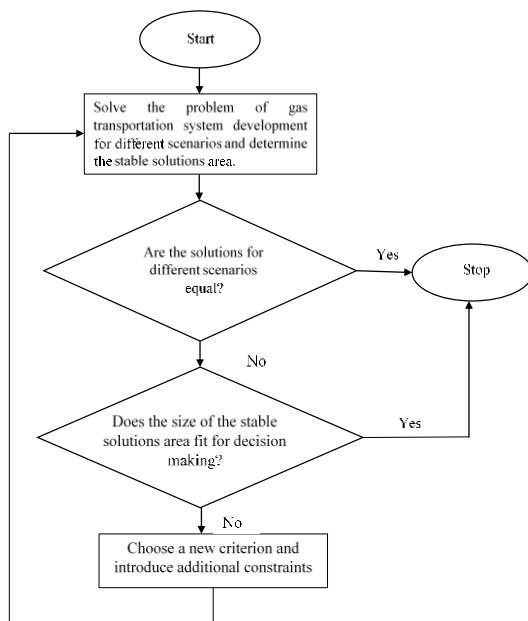 Start
Solve the problem of gas
transportation system development
for different scenarios and determine
the stable solutions area.
Are the solutions for
different scenarios
equal?
Yes
Stop
No
Does the size of the stable
solutions area fit for decision
making?
Yes
No
Choose a new criterion and
introduce additional constraints